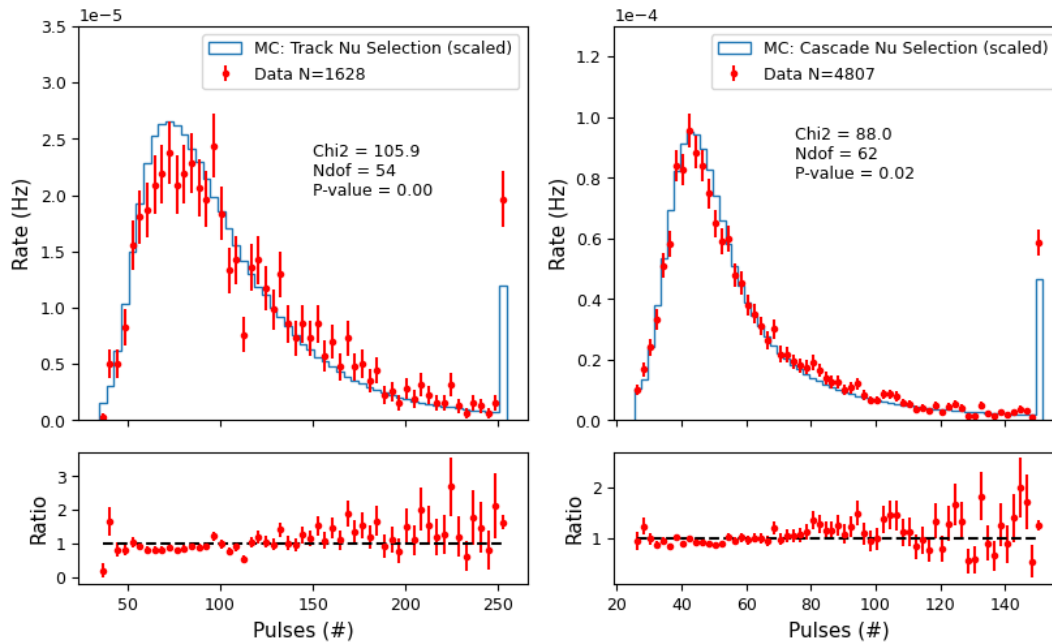 1e−5
3.5
3.0
2.5
2.0
1.5
1.0
0.5
0.0
Rate (Hz)
MC: Track Nu Selection (scaled)
Data N=1628
Chi2 = 105.9
Ndof = 54
P-value = 0.00
3
2
1
0
Ratio
50 100 150 200 250
Pulses (#)
1e−4
1.2
1.0
0.8
0.6
0.4
0.2
0.0
Rate (Hz)
MC: Cascade Nu Selection (scaled)
Data N=4807
Chi2 = 88.0
Ndof = 62
P-value = 0.02
2
1
Ratio
20 40 60 80 100 120 140
Pulses (#)